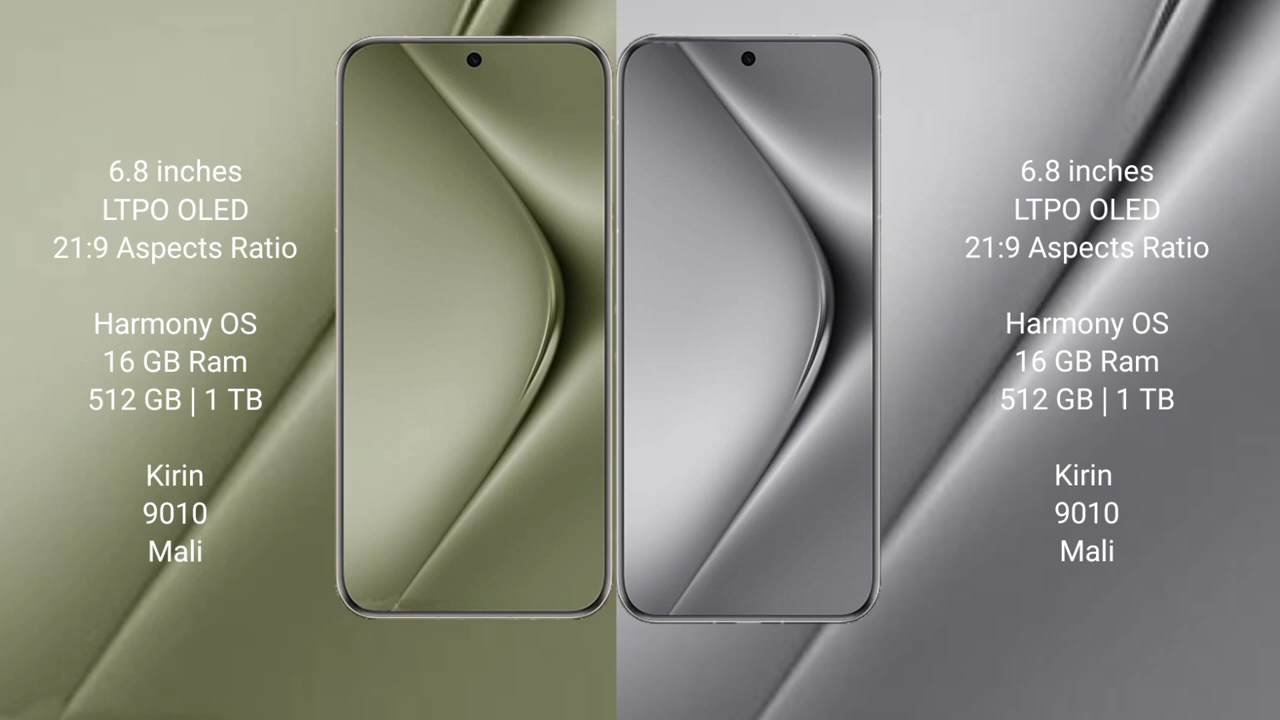 6.8 inches
LTPO OLED
21:9 Aspects Ratio
Harmony OS
16 GB Ram
512 GB | 1 TB
Kirin
9010
Mali
6.8 inches
LTPO OLED
21:9 Aspects Ratio
Harmony OS
16 GB Ram
512 GB | 1 TB
Kirin
9010
Mali